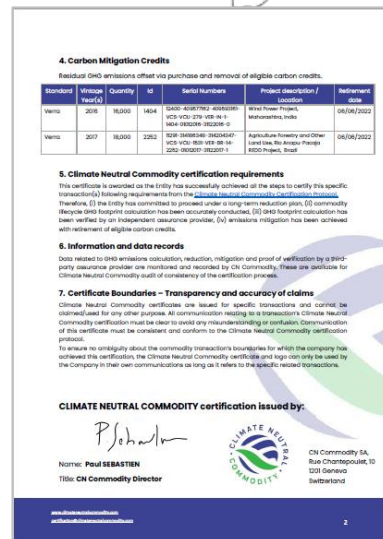 4. Carbon Mitigation Credits
Residual GHG emissions offset via purchase and removal of eligible carbon credits.
Standard Vintage Year(s) Quantity Id Serial Numbers Project description / Location Retirement date
Verra 2016 1404 Wind Power Project, Maharashtra, India 06/06/2022
Verra 2017 2252 Agriculture Forestry and Other Land Use, Rio Anapu-Pacaja REDD Project, Brazil 06/06/2022
5. Climate Neutral Commodity certification requirements
This certificate is awarded as the Entity has successfully achieved all the steps to certify this specific
transaction(s) following requirements from the Climate Neutral Commodity Certification Protocol.
Therefore, (i) the Entity has committed to proceed under a long-term reduction plan, (ii) commodity
lifecycle GHG footprint calculation has been accurately conducted, (iii) GHG footprint calculation has
been verified by an independent assurance provider, (iv) emissions mitigation has been achieved
with retirement of eligible carbon credits.
6. Information and data records
Data related to GHG emissions calculation, reduction, mitigation and proof of verification by a third-
party assurance provider are monitored and recorded by CN Commodity. These are available for
Climate Neutral Commodity audit of consistency of the certification process.
7. Certificate Boundaries – Transparency and accuracy of claims
Climate Neutral Commodity certificates are issued for specific transactions and cannot be
claimed/used for any other purpose. All communication relating to a transaction's Climate Neutral
Commodity certification must be clear to avoid any misunderstanding or confusion. Communication
of this certificate must be consistent and conform to the Climate Neutral Commodity certification
protocol.
To ensure no ambiguity about the commodity transaction's boundaries for which the company has
achieved this certification, the Climate Neutral Commodity certificate and logo can only be used by
the Company in their own communications as long as it refers to the specific related transactions.
CLIMATE NEUTRAL COMMODITY certification issued by:
CLIMATE NEUTRAL COMMODITY
Name: Paul SEBASTIEN
Title: CN Commodity Director
CN Commodity SA,
Rue Chantepoulet, 10
1201 Geneva
Switzerland
www.climateneutralcommodity.com
certification@climateneutralcommodity.com
2